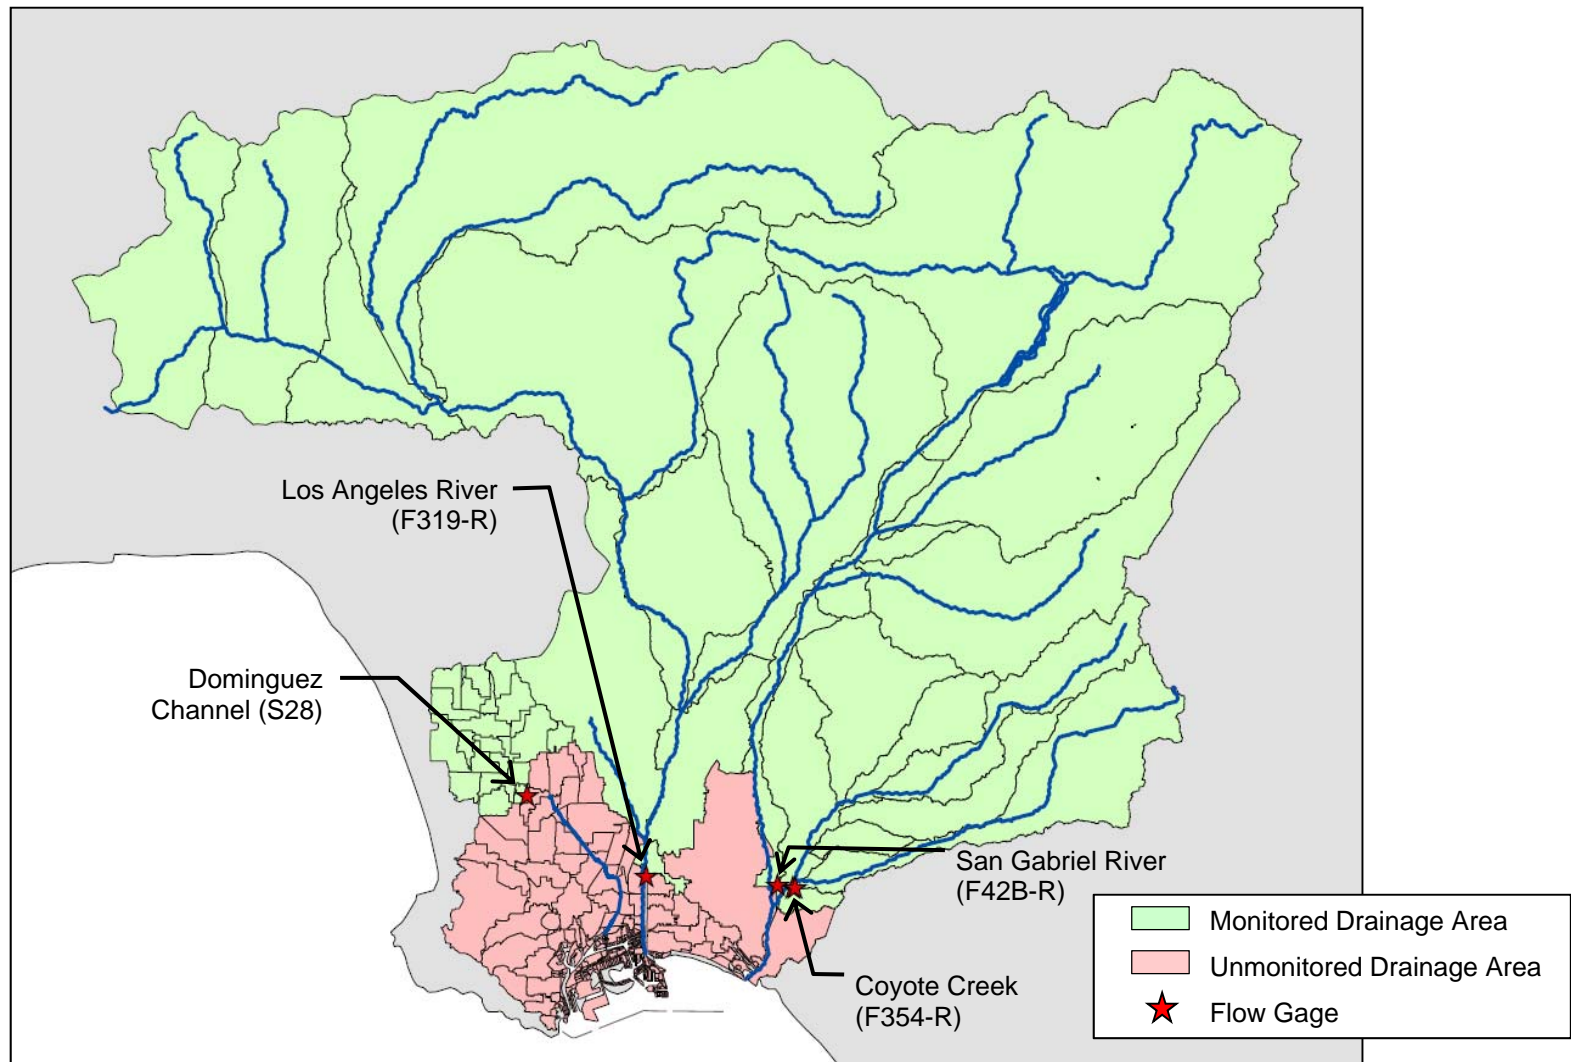 Los Angeles River
(F319-R)
Dominguez
Channel (S28)
San Gabriel River
(F42B-R)
Coyote Creek
(F354-R)
Monitored Drainage Area
Unmonitored Drainage Area
Flow Gage